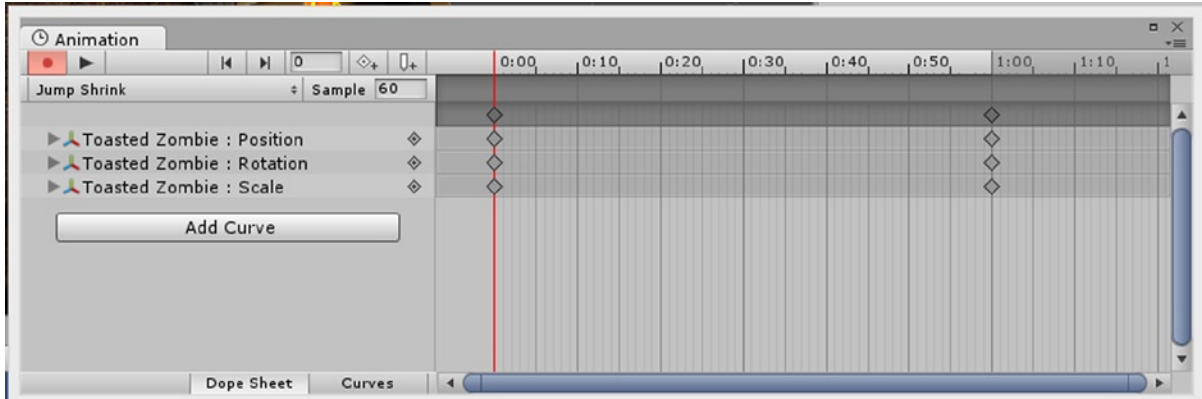 Animation
0 0:00 0:10 0:20 0:30 0:40 0:50 1:00 1:10 1
Jump Shrink Sample 60
Toasted Zombie : Position
Toasted Zombie : Rotation
Toasted Zombie : Scale
Add Curve
Dope Sheet Curves